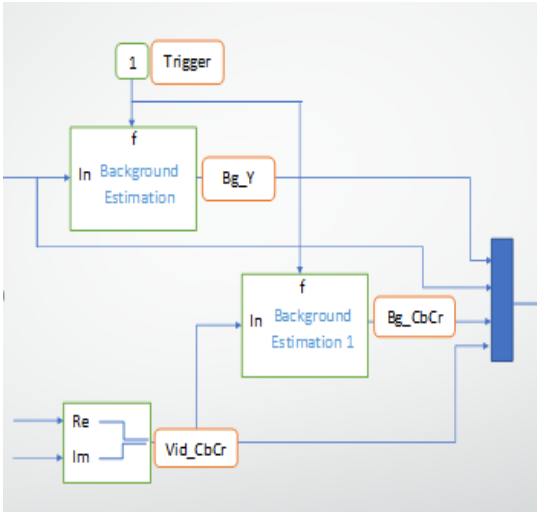 1 Trigger
f
In Background
Estimation
Bg_Y
f
In Background
Estimation 1
Bg_CbCr
Re
Im
Vid_CbCr